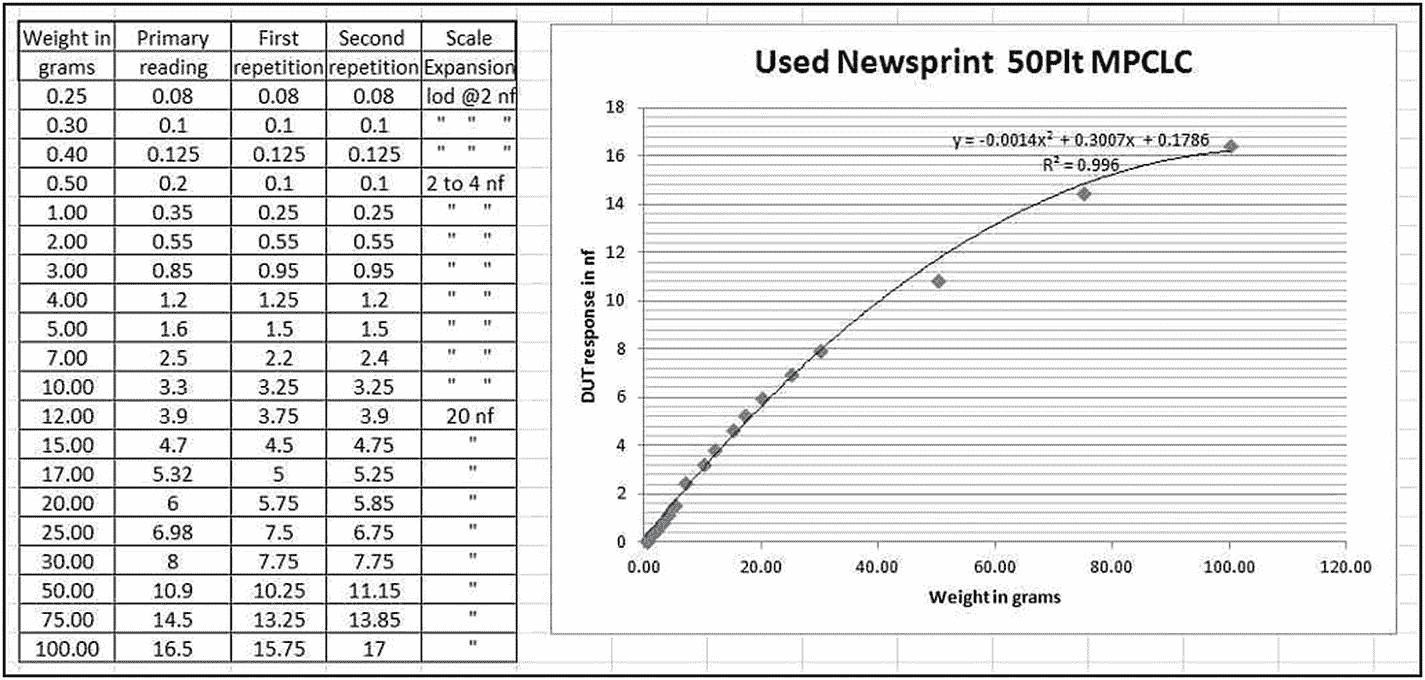 Weight in Primary First Second Scale
grams reading repetition repetition Expansion
0.25 0.08 0.08 0.08 lod @2 nf
0.30 0.1 0.1 0.1 " " "
0.40 0.125 0.125 0.125 " " "
0.50 0.2 0.1 0.1 2 to 4 nf
1.00 0.35 0.25 0.25 " "
2.00 0.55 0.55 0.55 " "
3.00 0.85 0.95 0.95 " "
4.00 1.2 1.25 1.2 " "
5.00 1.6 1.5 1.5 " "
7.00 2.5 2.2 2.4 " "
10.00 3.3 3.25 3.25 " "
12.00 3.9 3.75 3.9 20 nf
15.00 4.7 4.5 4.75 "
17.00 5.32 5 5.25 "
20.00 6 5.75 5.85 "
25.00 6.98 7.5 6.75 "
30.00 8 7.75 7.75 "
50.00 10.9 10.25 11.15 "
75.00 14.5 13.25 13.85 "
100.00 16.5 15.75 17 "
Used Newsprint 50Plt MPCLC
y = -0.0014x² + 0.3007x + 0.1786
R² = 0.996
DUT response in nf
18
16
14
12
10
8
6
4
2
0
0.00 20.00 40.00 60.00 80.00 100.00 120.00
Weight in grams